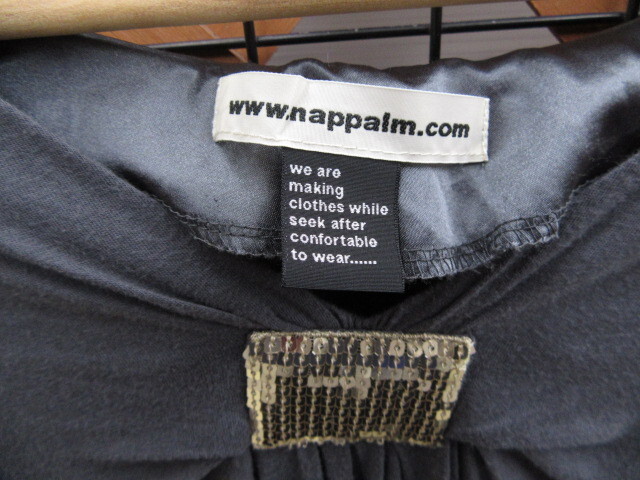 www.nappalm.com
we are
making
clothes while
seek after
confortable
to wear......